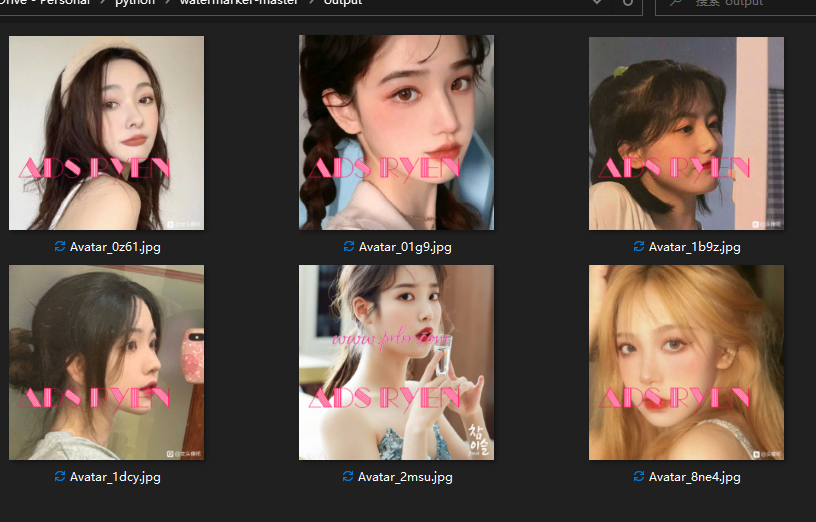 Drive - Personal > python > watermarker-master > output
搜索"output"
ADS RYEN
ADS RYEN
ADS RYEN
Avatar_0z61.jpg
Avatar_01g9.jpg
Avatar_1b9z.jpg
www.prlm.com
ADS RYEN
ADS RYEN
ADS RYEN
참이슬
Avatar_1dcy.jpg
Avatar_2msu.jpg
Avatar_8ne4.jpg